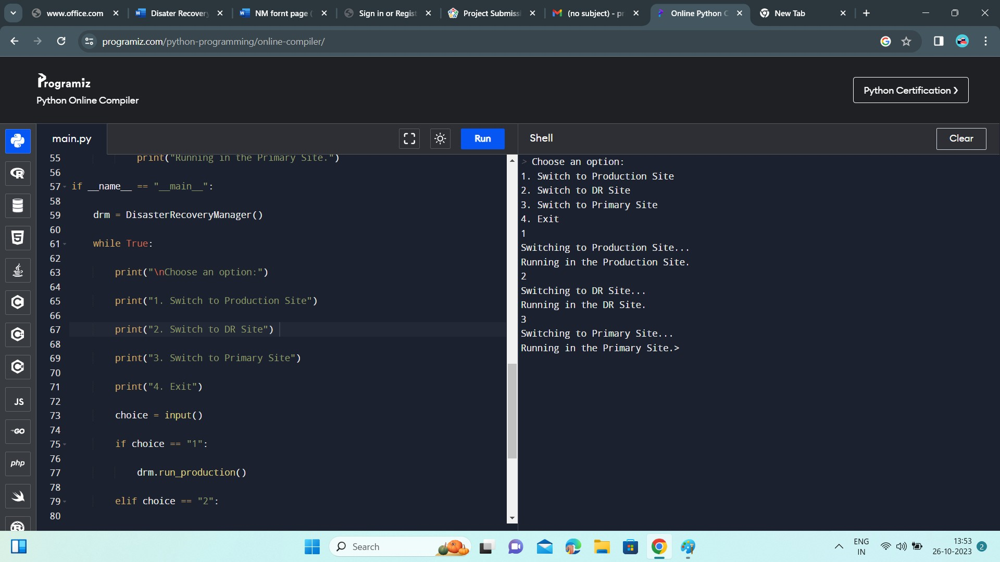 www.office.com
Disater Recovery
NM fornt page (
Sign in or Regist
Project Submissi
(no subject) - pr
Online Python C
New Tab
programiz.com/python-programming/online-compiler/
Programiz
Python Online Compiler
Python Certification ❯
main.py
Run
Shell
Clear
55 print("Running in the Primary Site.")
56
57 if __name__ == "__main__":
58
59 drm = DisasterRecoveryManager()
60
61 while True:
62
63 print("\nChoose an option:")
64
65 print("1. Switch to Production Site")
66
67 print("2. Switch to DR Site")
68
69 print("3. Switch to Primary Site")
70
71 print("4. Exit")
72
73 choice = input()
74
75 if choice == "1":
76
77 drm.run_production()
78
79 elif choice == "2":
80
> Choose an option:
1. Switch to Production Site
2. Switch to DR Site
3. Switch to Primary Site
4. Exit
1
Switching to Production Site...
Running in the Production Site.
2
Switching to DR Site...
Running in the DR Site.
3
Switching to Primary Site...
Running in the Primary Site.>
JS
GO
php
Search
ENG
IN
13:53
26-10-2023
2